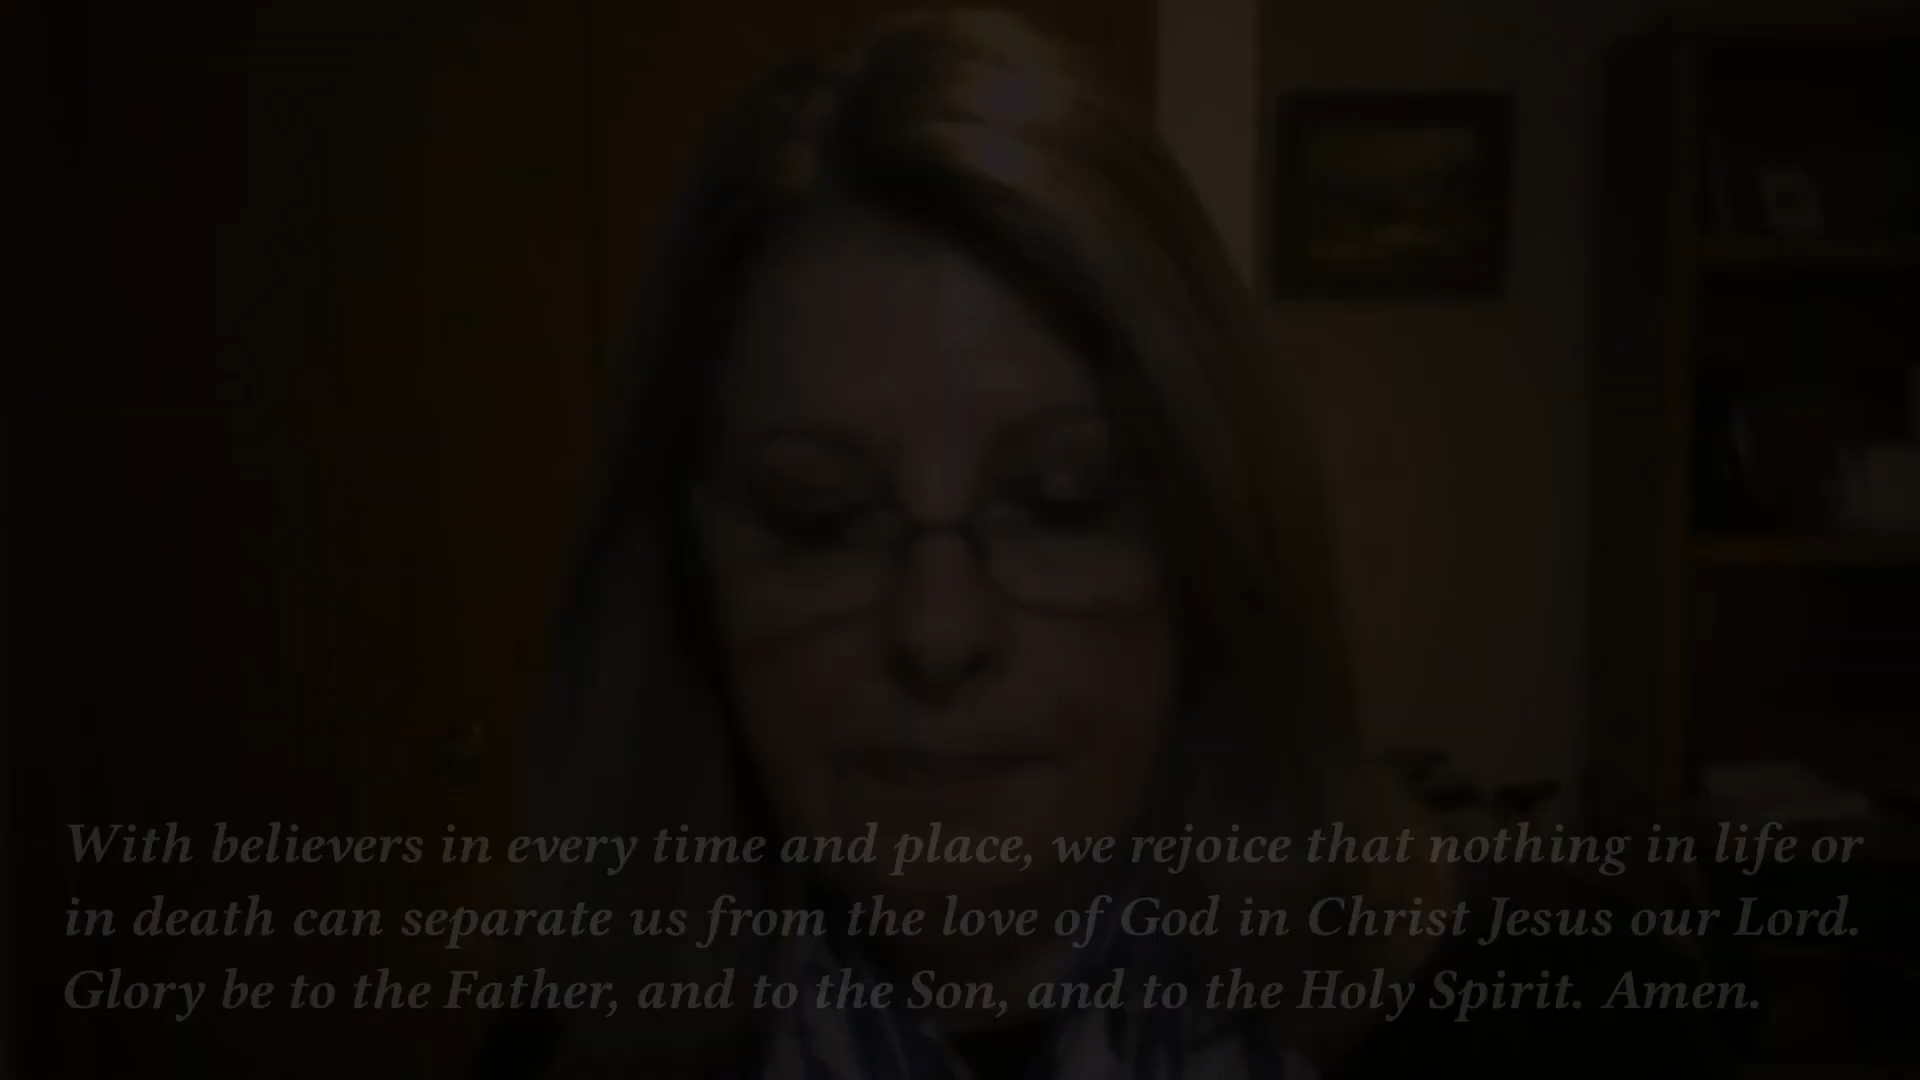 With believers in every time and place, we rejoice that nothing in life or
in death can separate us from the love of God in Christ Jesus our Lord.
Glory be to the Father, and to the Son, and to the Holy Spirit. Amen.